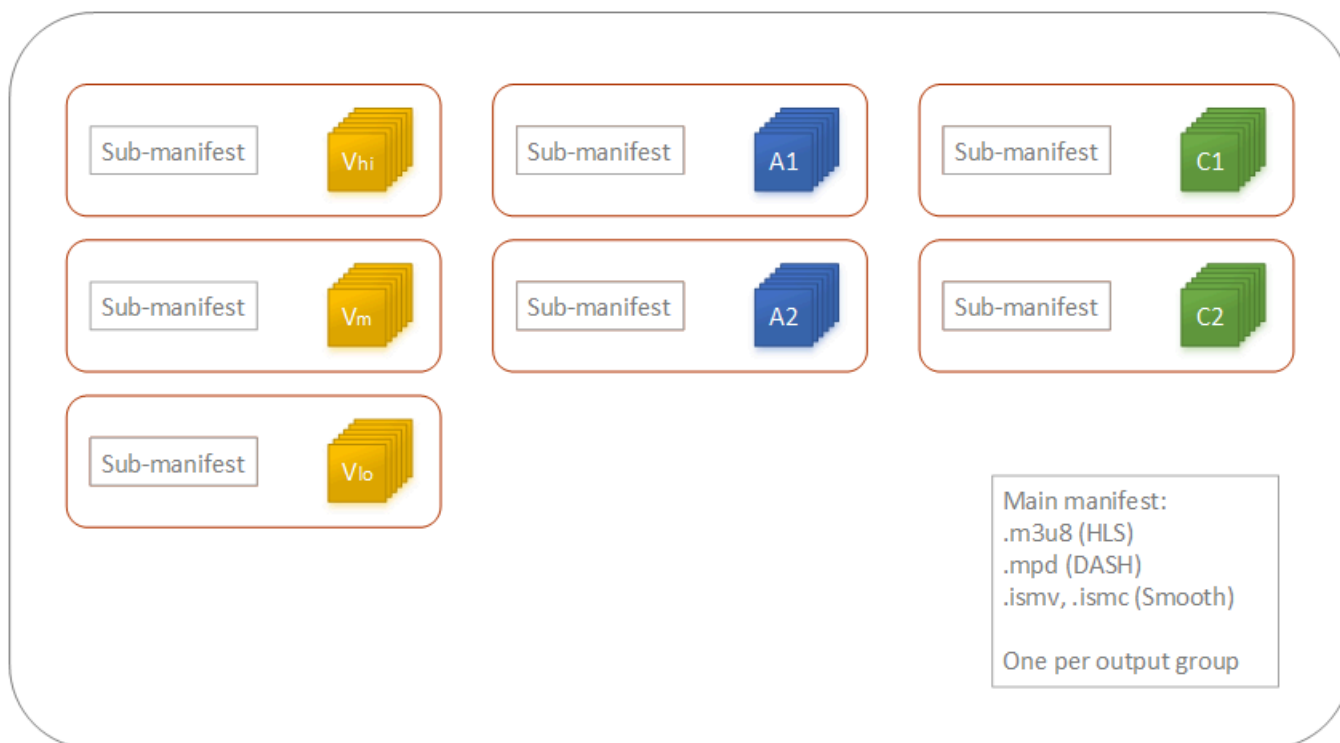 Sub-manifest
Vhi
Sub-manifest
A1
Sub-manifest
C1
Sub-manifest
Vm
Sub-manifest
A2
Sub-manifest
C2
Sub-manifest
Vlo
Main manifest:
.m3u8 (HLS)
.mpd (DASH)
.ismv, .ismc (Smooth)
One per output group